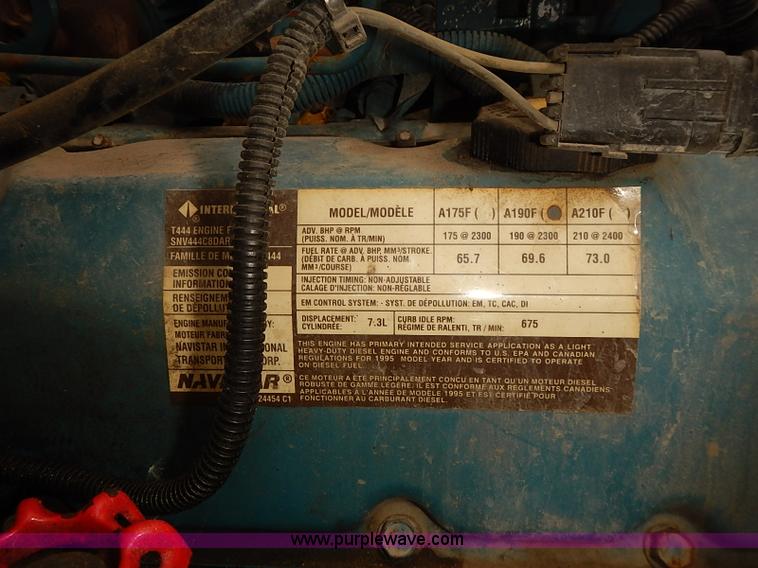 INTERN AL®
T444 ENGINE F
SNV444C8DAR
FAMILLE DE M 444
EMISSION CO
INFORMATION
RENSEIGNEM
DE DÉPOLLUT
ENGINE MANUF BY:
MOTEUR FABR
NAVISTAR IN ONAL
TRANSPORT CORP.
NAVISTAR®
24454 C1
MODEL/MODÈLE A175F ( ) A190F ( ) A210F ( )
ADV. BHP @ RPM
(PUISS. NOM. À TR/MIN) 175 @ 2300 190 @ 2300 210 @ 2400
FUEL RATE @ ADV. BHP, MM³/STROKE.
(DÉBIT DE CARB. À PUISS. NOM.
MM³/COURSE) 65.7 69.6 73.0
INJECTION TIMING: NON-ADJUSTABLE
CALAGE D'INJECTION: NON-RÉGLABLE
EM CONTROL SYSTEM: - SYST. DE DÉPOLLUTION: EM, TC, CAC, DI
DISPLACEMENT:
CYLINDRÉE: 7.3L
CURB IDLE RPM:
RÉGIME DE RALENTI, TR / MIN: 675
THIS ENGINE HAS PRIMARY INTENDED SERVICE APPLICATION AS A LIGHT
HEAVY-DUTY DIESEL ENGINE AND CONFORMS TO U.S. EPA AND CANADIAN
REGULATIONS FOR 1995 MODEL YEAR AND IS CERTIFIED TO OPERATE
ON DIESEL FUEL.
CE MOTEUR A ÉTÉ PRINCIPALEMENT CONÇU EN TANT QU'UN MOTEUR DIESEL
ROBUSTE DE GAMME LÉGÈRE. IL EST CONFORME AUX RÈGLEMENTS CANADIENS
APPLICABLES À L'ANNÉE DE MODÈLE 1995 ET EST CERTIFIÉ POUR
FONCTIONNER AU CARBURANT DIESEL.
www.purplewave.com